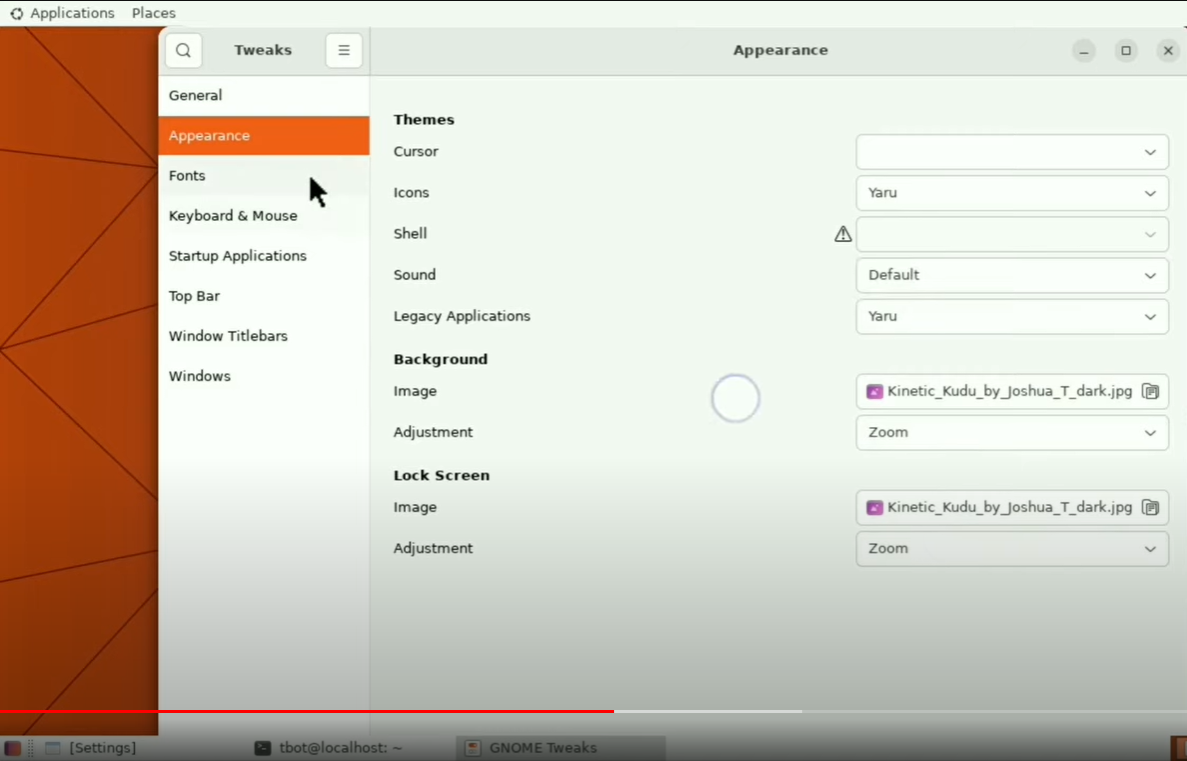 Applications Places
Tweaks
Appearance
General
Appearance
Fonts
Keyboard & Mouse
Startup Applications
Top Bar
Window Titlebars
Windows
Themes
Cursor
Icons Yaru
Shell
Sound Default
Legacy Applications Yaru
Background
Image Kinetic_Kudu_by_Joshua_T_dark.jpg
Adjustment Zoom
Lock Screen
Image Kinetic_Kudu_by_Joshua_T_dark.jpg
Adjustment Zoom
[Settings] tbot@localhost: ~ GNOME Tweaks